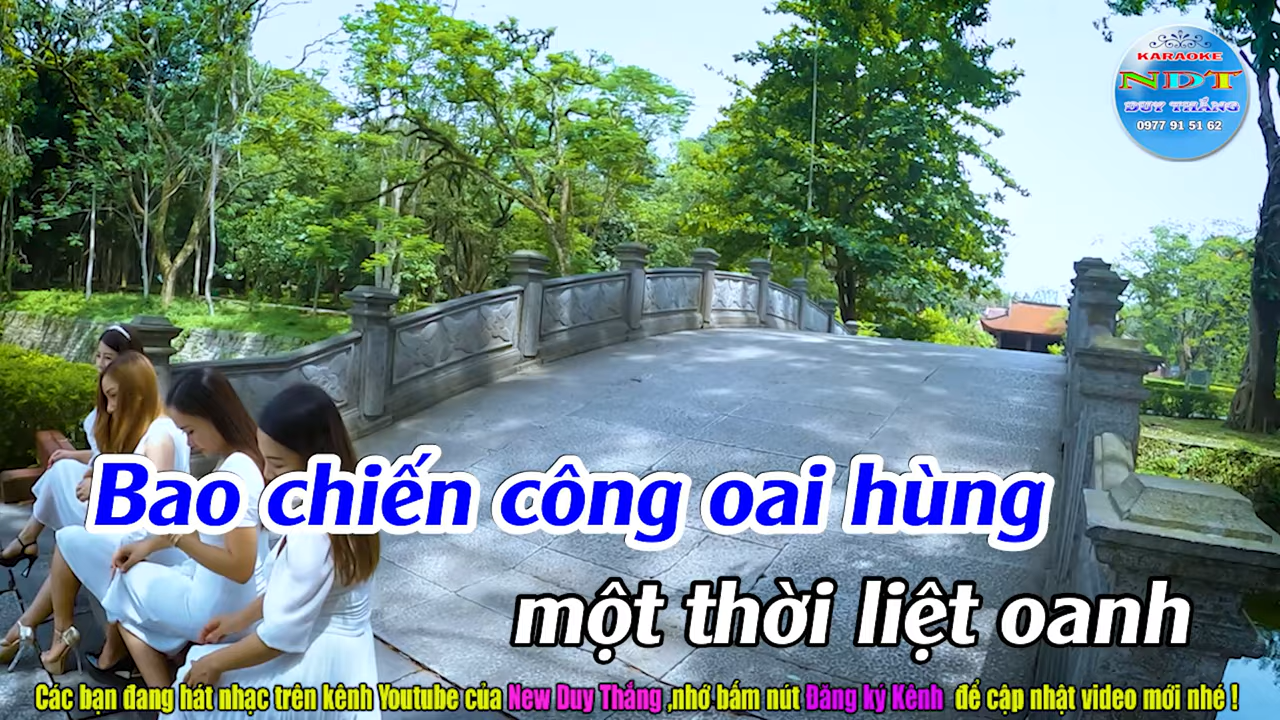 KARAOKE
NDT
DUY THẮNG
0977 91 51 62
Bao chiến công oai hùng
một thời liệt oanh
Các bạn đang hát nhạc trên kênh Youtube của New Duy Thắng ,nhớ bấm nút Đăng ký Kênh để cập nhật video mới nhé !